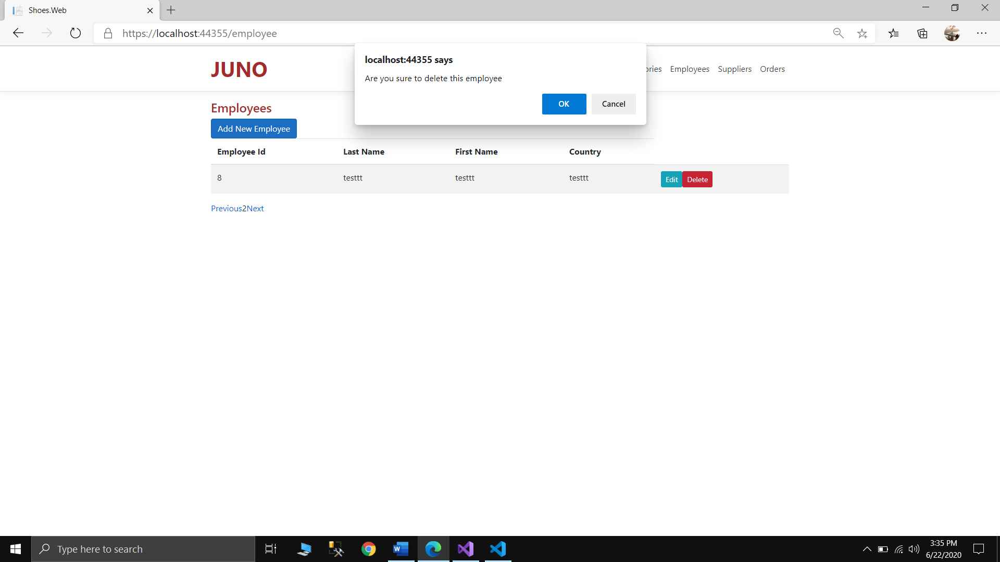 Shoes.Web
https://localhost:44355/employee
localhost:44355 says
Are you sure to delete this employee
OK Cancel
JUNO
ories Employees Suppliers Orders
Employees
Add New Employee
Employee Id Last Name First Name Country
8 testtt testtt testtt Edit Delete
Previous2Next
Type here to search
3:35 PM
6/22/2020